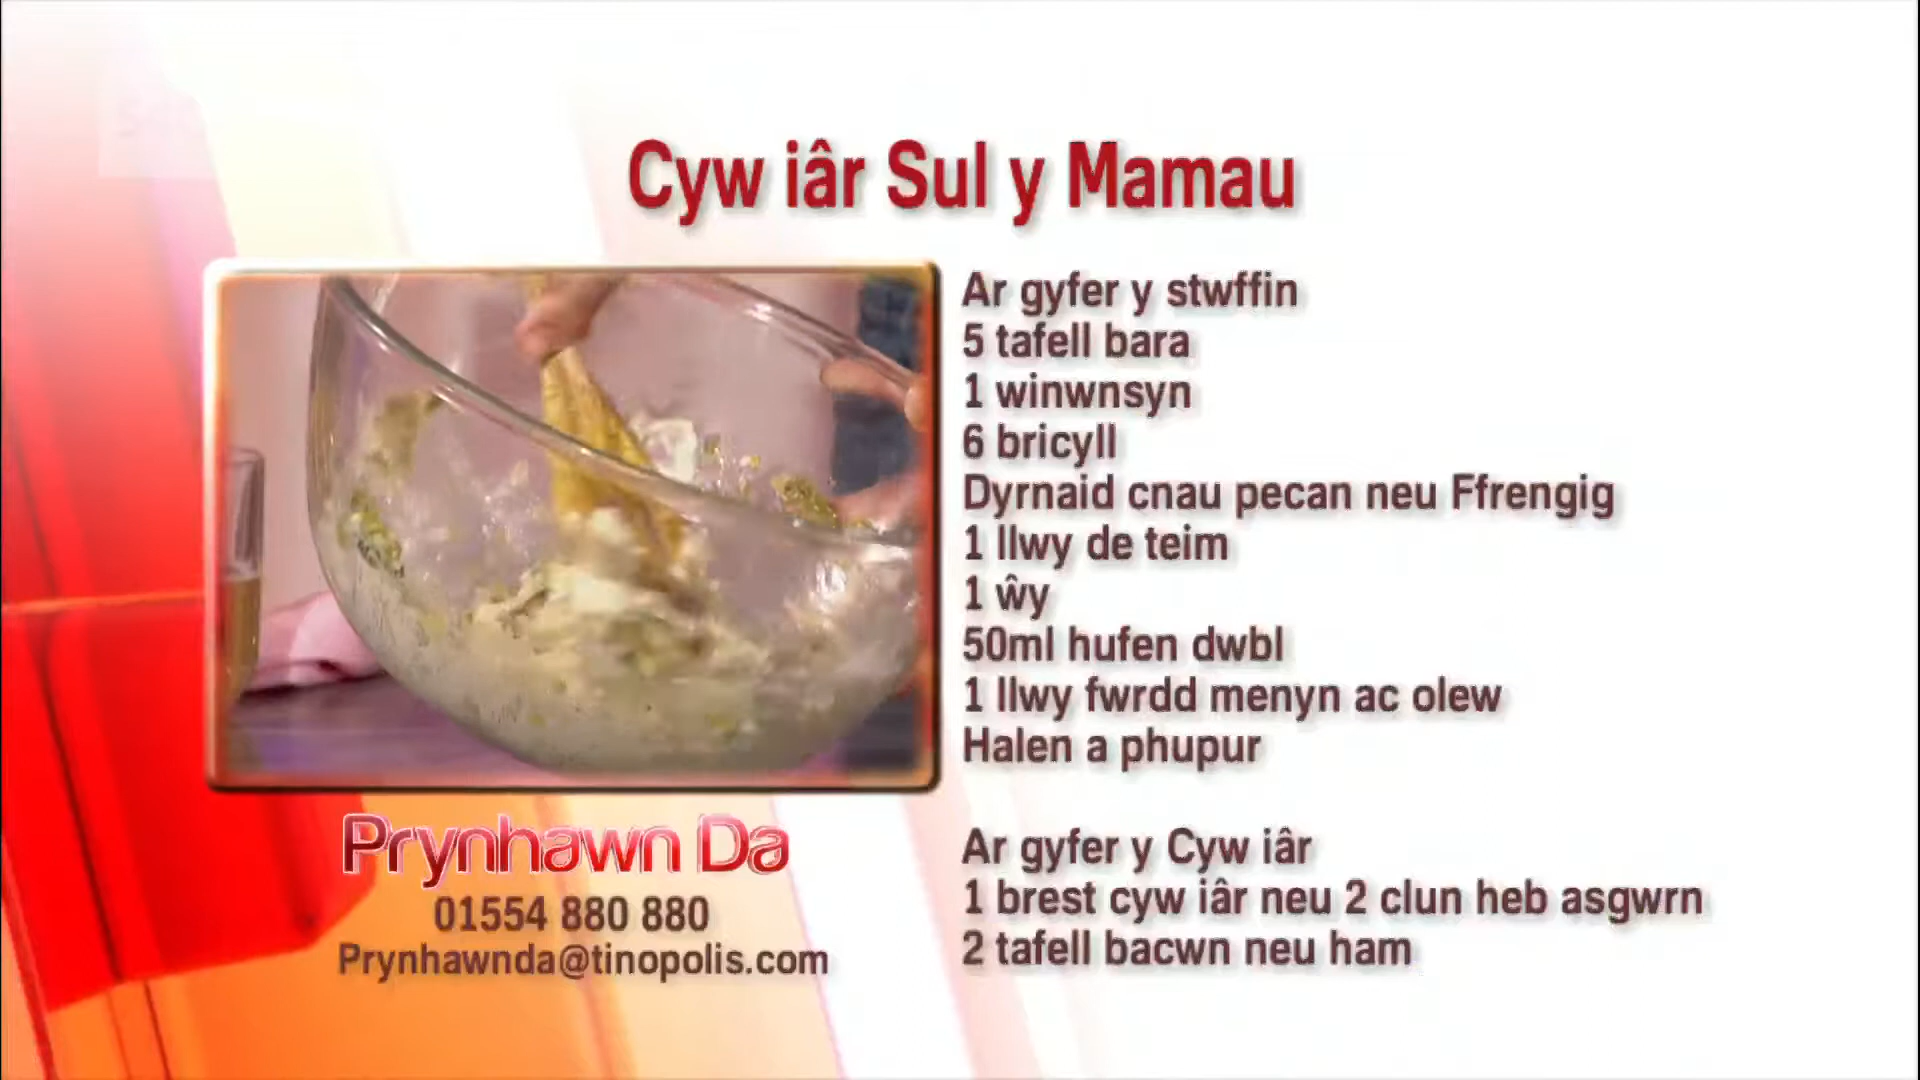 Cyw iâr Sul y Mamau
Ar gyfer y stwffin
5 tafell bara
1 winwnsyn
6 bricyll
Dyrnaid cnau pecan neu Ffrengig
1 llwy de teim
1 ŵy
50ml hufen dwbl
1 llwy fwrdd menyn ac olew
Halen a phupur
Ar gyfer y Cyw iâr
1 brest cyw iâr neu 2 clun heb asgwrn
2 tafell bacwn neu ham
Prynhawn Da
01554 880 880
Prynhawnda@tinopolis.com